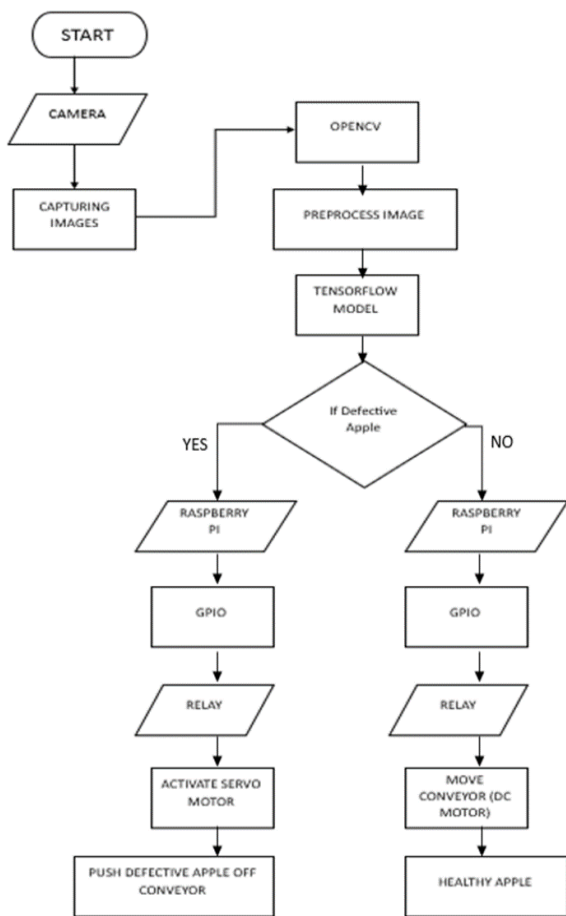 START
CAMERA
CAPTURING
IMAGES
OPENCV
PREPROCESS IMAGE
TENSORFLOW
MODEL
If Defective
Apple
YES
NO
RASPBERRY
PI
GPIO
RELAY
ACTIVATE SERVO
MOTOR
PUSH DEFECTIVE APPLE OFF
CONVEYOR
RASPBERRY
PI
GPIO
RELAY
MOVE
CONVEYOR (DC
MOTOR)
HEALTHY APPLE